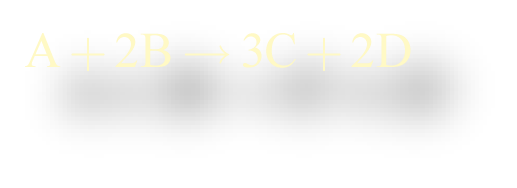 A + 2B → 3C + 2D